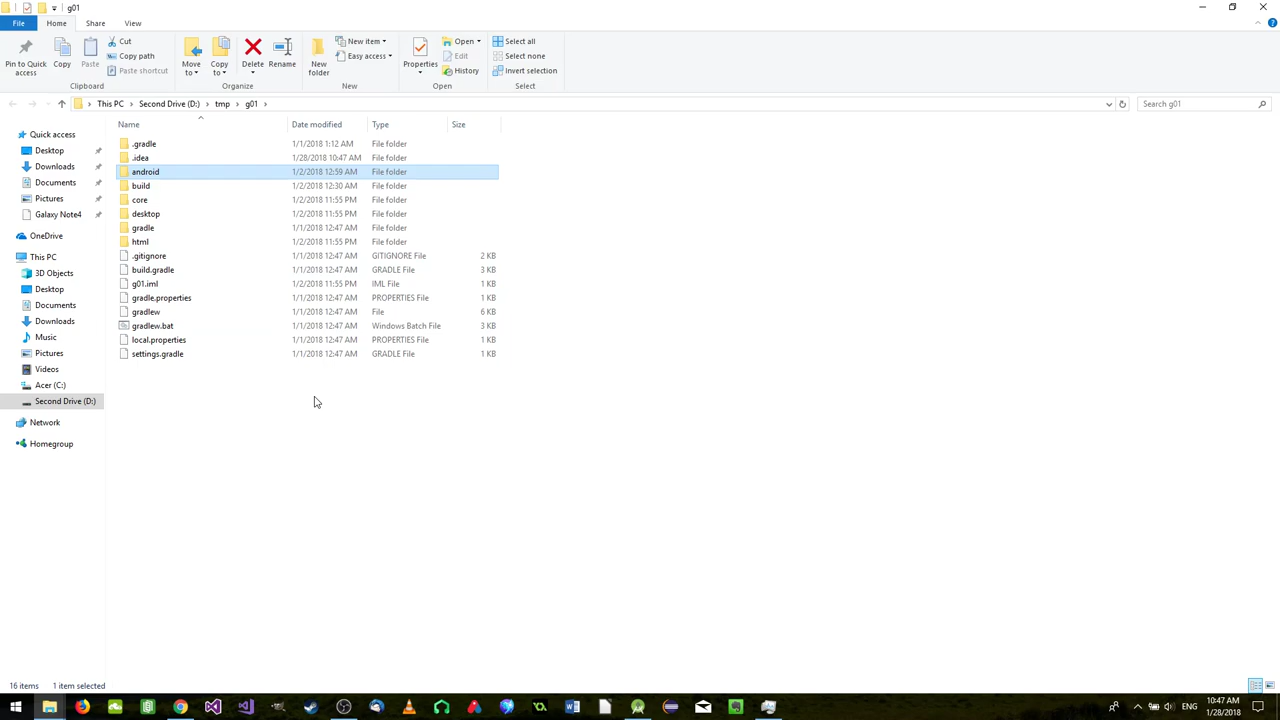 g01
File Home Share View
Pin to Quick access
Copy
Paste
Cut
Copy path
Paste shortcut
Clipboard
Move to
Copy to
Delete
Rename
Organize
New folder
New item
Easy access
New
Properties
Open
Edit
History
Open
Select all
Select none
Invert selection
Select
This PC > Second Drive (D:) > tmp > g01 >
Search g01
Quick access
Desktop
Downloads
Documents
Pictures
Galaxy Note4
OneDrive
This PC
3D Objects
Desktop
Documents
Downloads
Music
Pictures
Videos
Acer (C:)
Second Drive (D:)
Network
Homegroup
Name Date modified Type Size
.gradle 1/1/2018 1:12 AM File folder
.idea 1/28/2018 10:47 AM File folder
android 1/2/2018 12:59 AM File folder
build 1/2/2018 12:30 AM File folder
core 1/2/2018 11:55 PM File folder
desktop 1/2/2018 11:55 PM File folder
gradle 1/1/2018 12:47 AM File folder
html 1/2/2018 11:55 PM File folder
.gitignore 1/1/2018 12:47 AM GITIGNORE File 2 KB
build.gradle 1/1/2018 12:47 AM GRADLE File 3 KB
g01.iml 1/2/2018 11:55 PM IML File 1 KB
gradle.properties 1/1/2018 12:47 AM PROPERTIES File 1 KB
gradlew 1/1/2018 12:47 AM File 6 KB
gradlew.bat 1/1/2018 12:47 AM Windows Batch File 3 KB
local.properties 1/1/2018 12:47 AM PROPERTIES File 1 KB
settings.gradle 1/1/2018 12:47 AM GRADLE File 1 KB
16 items 1 item selected
ENG
10:47 AM
1/28/2018